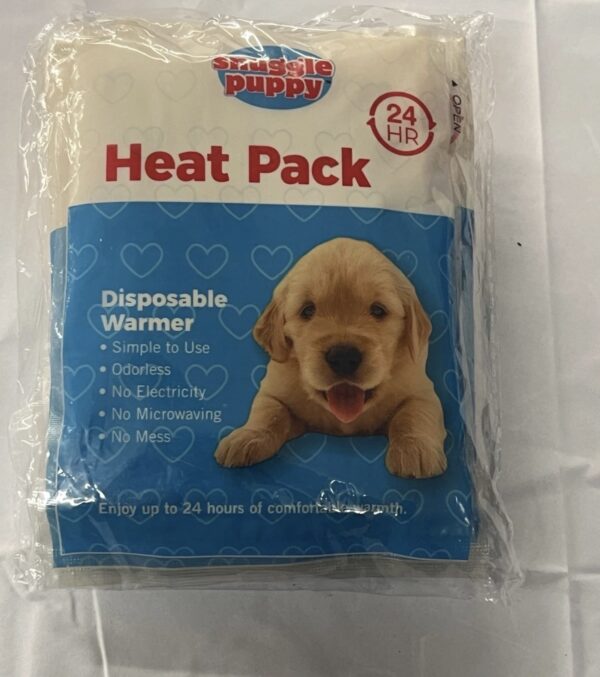 snuggle
puppy
24
HR
OPEN
Heat Pack
Disposable
Warmer
• Simple to Use
• Odorless
• No Electricity
• No Microwaving
• No Mess
Enjoy up to 24 hours of comfortable warmth.